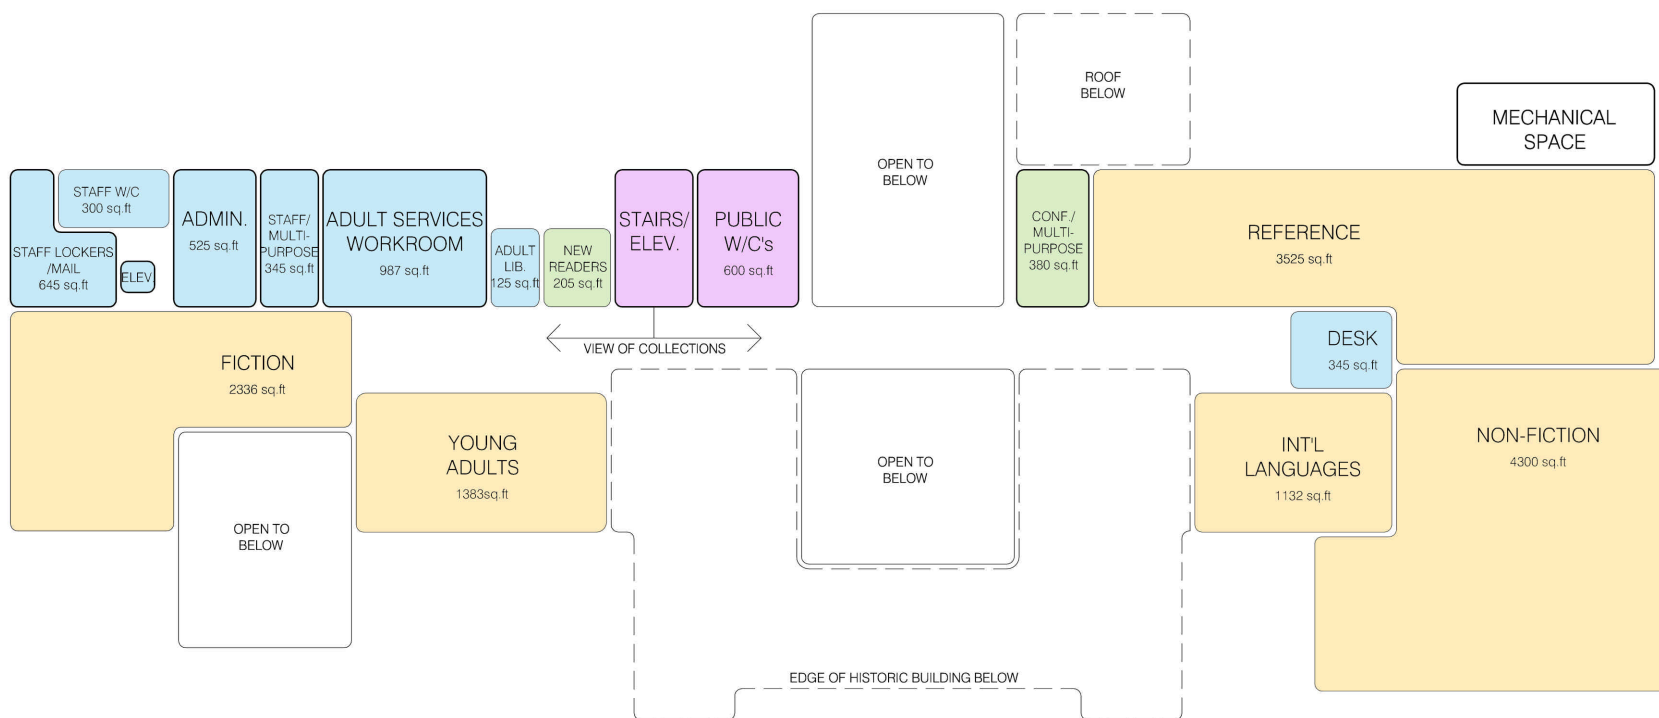 ROOF
BELOW
MECHANICAL
SPACE
OPEN TO
BELOW
STAFF W/C
300 sq.ft
STAFF LOCKERS
/MAIL
645 sq.ft
ELEV.
ADMIN.
525 sq.ft
STAFF/
MULTI-
PURPOSE
345 sq.ft
ADULT SERVICES
WORKROOM
987 sq.ft
ADULT
LIB.
125 sq.ft
NEW
READERS
205 sq.ft
STAIRS/
ELEV.
PUBLIC
W/C's
600 sq.ft
CONF./
MULTI-
PURPOSE
380 sq.ft
REFERENCE
3525 sq.ft
VIEW OF COLLECTIONS
FICTION
2336 sq.ft
DESK
345 sq.ft
YOUNG
ADULTS
1383sq.ft
OPEN TO
BELOW
INT'L
LANGUAGES
1132 sq.ft
NON-FICTION
4300 sq.ft
OPEN TO
BELOW
EDGE OF HISTORIC BUILDING BELOW